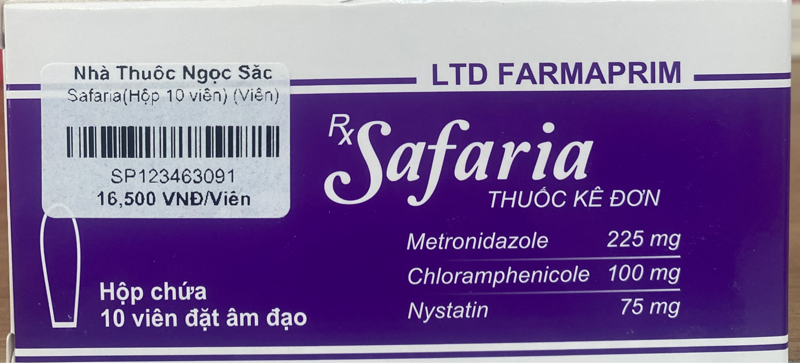 Nhà Thuôc Ngọc Sắc
Safaria(Hộp 10 viên) (Viên)
SP123463091
16,500 VNĐ/Viên
LTD FARMAPRIM
Rx Safaria
THUỐC KÊ ĐƠN
Metronidazole 225 mg
Chloramphenicole 100 mg
Nystatin 75 mg
Hộp chứa
10 viên đặt âm đạo